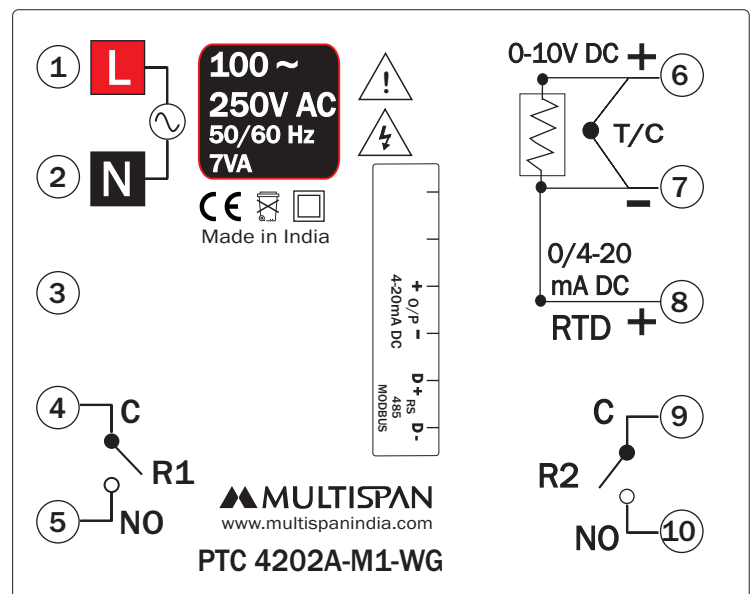 1
L
2
N
100 ~
250V AC
50/60 Hz
7VA
CE
Made in India
3
4
C
R1
5
NO
+ O/P -
4-20mA DC
D+ RS D-
485
MODBUS
0-10V DC +
6
T/C
7
-
0/4-20
mA DC
8
RTD +
C
9
R2
NO
10
MULTISPAN
www.multispanindia.com
PTC 4202A-M1-WG